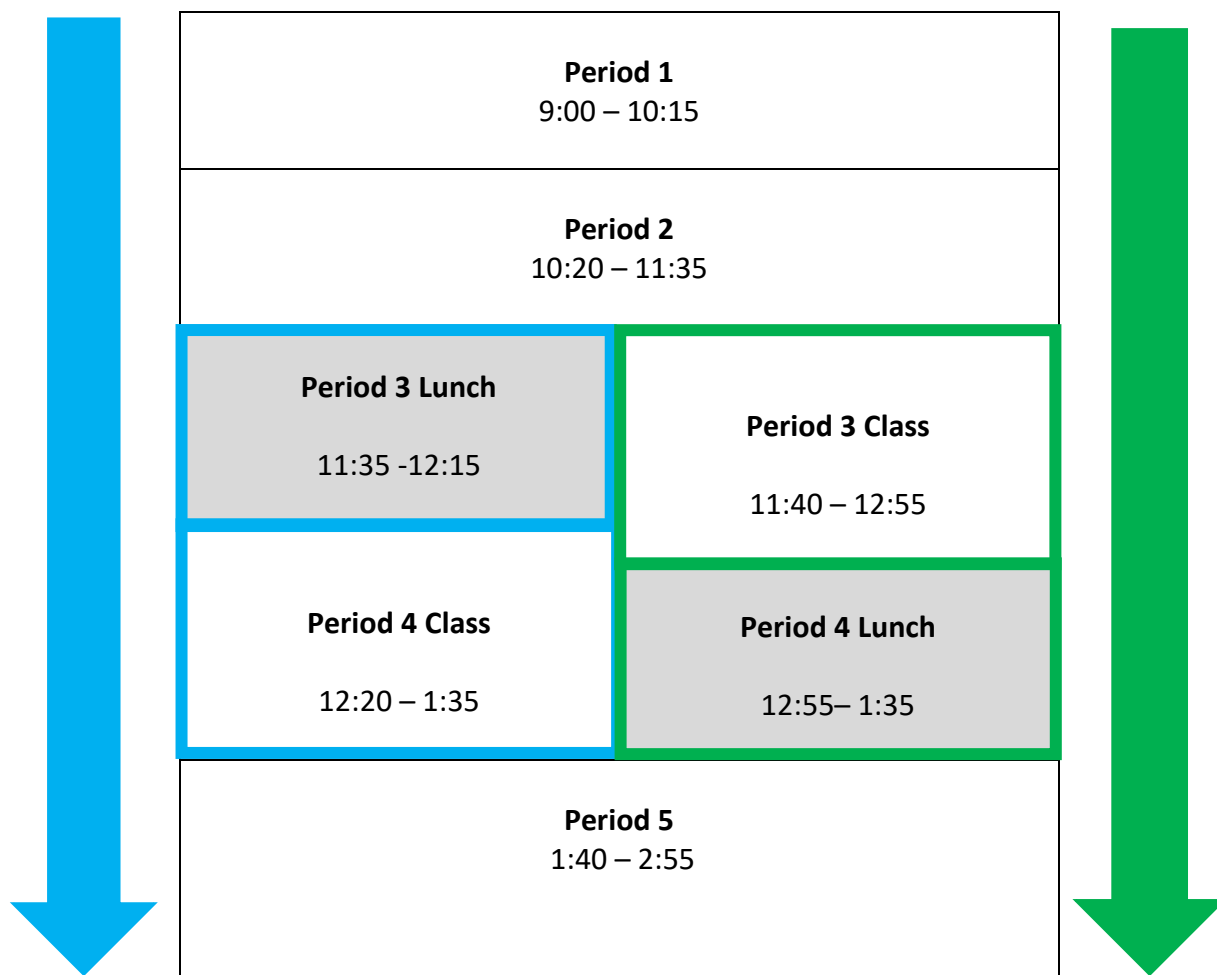 Period 1
9:00 – 10:15
Period 2
10:20 – 11:35
Period 3 Lunch
11:35 -12:15
Period 3 Class
11:40 – 12:55
Period 4 Class
12:20 – 1:35
Period 4 Lunch
12:55– 1:35
Period 5
1:40 – 2:55